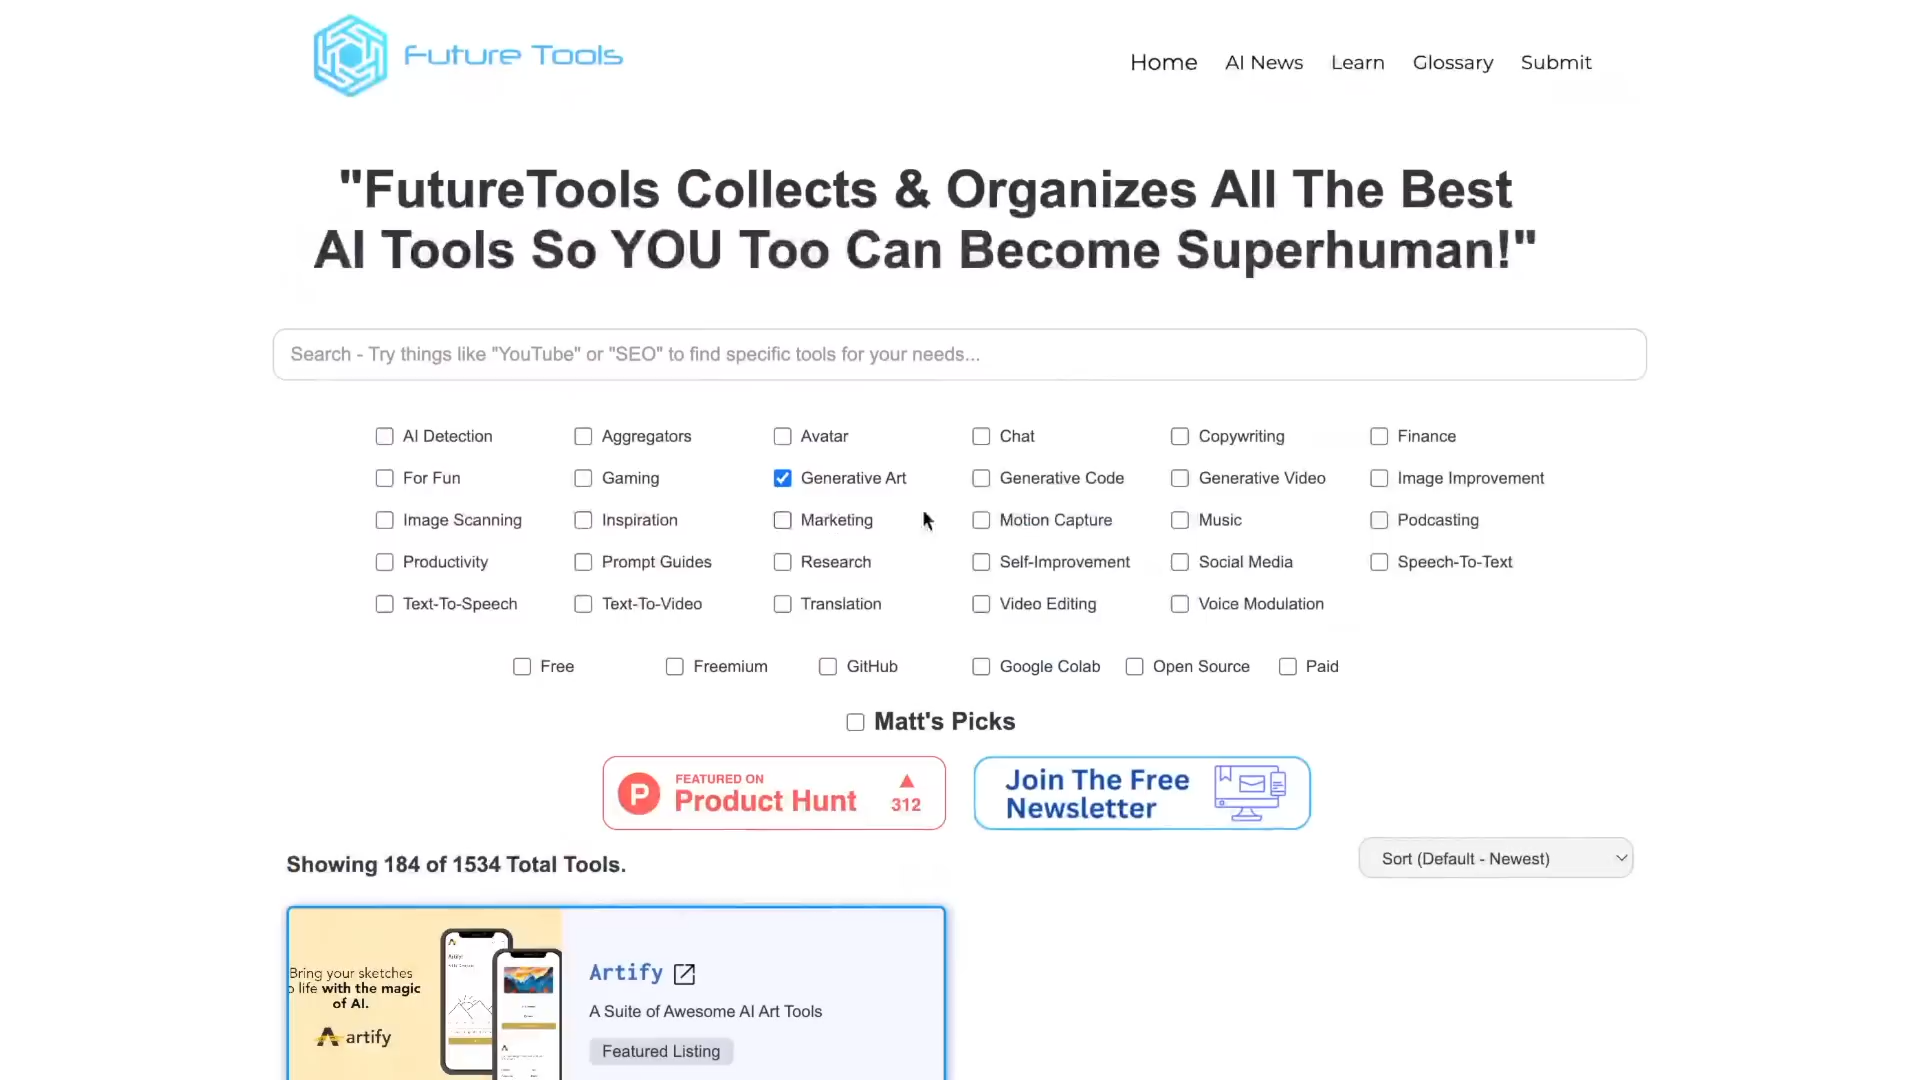 Future Tools
Home AI News Learn Glossary Submit
"FutureTools Collects & Organizes All The Best
AI Tools So YOU Too Can Become Superhuman!"
Search - Try things like "YouTube" or "SEO" to find specific tools for your needs...
AI Detection Aggregators Avatar Chat Copywriting Finance
For Fun Gaming Generative Art Generative Code Generative Video Image Improvement
Image Scanning Inspiration Marketing Motion Capture Music Podcasting
Productivity Prompt Guides Research Self-Improvement Social Media Speech-To-Text
Text-To-Speech Text-To-Video Translation Video Editing Voice Modulation
Free Freemium GitHub Google Colab Open Source Paid
Matt's Picks
P
FEATURED ON
Product Hunt
312
Join The Free
Newsletter
Showing 184 of 1534 Total Tools.
Sort (Default - Newest)
Bring your sketches
life with the magic
of AI.
artify
Artify
A Suite of Awesome AI Art Tools
Featured Listing